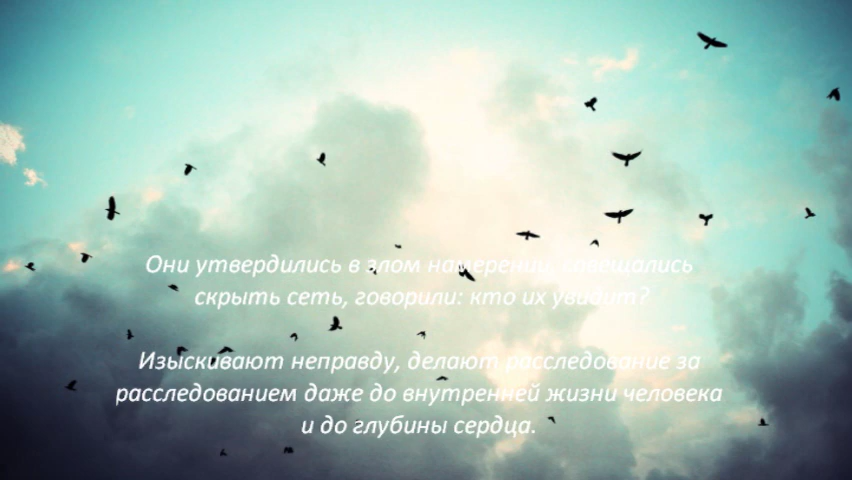 Они утвердились в злом намерении, совещались
скрыть сеть, говорили: кто их увидит?
Изыскивают неправду, делают расследование за
расследованием даже до внутренней жизни человека
и до глубины сердца.